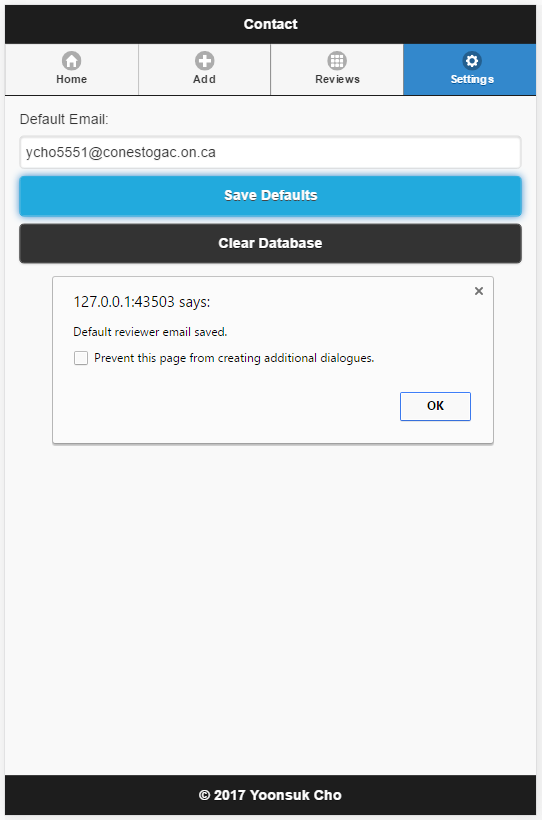 Contact
Home Add Reviews Settings
Default Email:
ycho5551@conestogac.on.ca
Save Defaults
Clear Database
127.0.0.1:43503 says:
Default reviewer email saved.
Prevent this page from creating additional dialogues.
OK
© 2017 Yoonsuk Cho